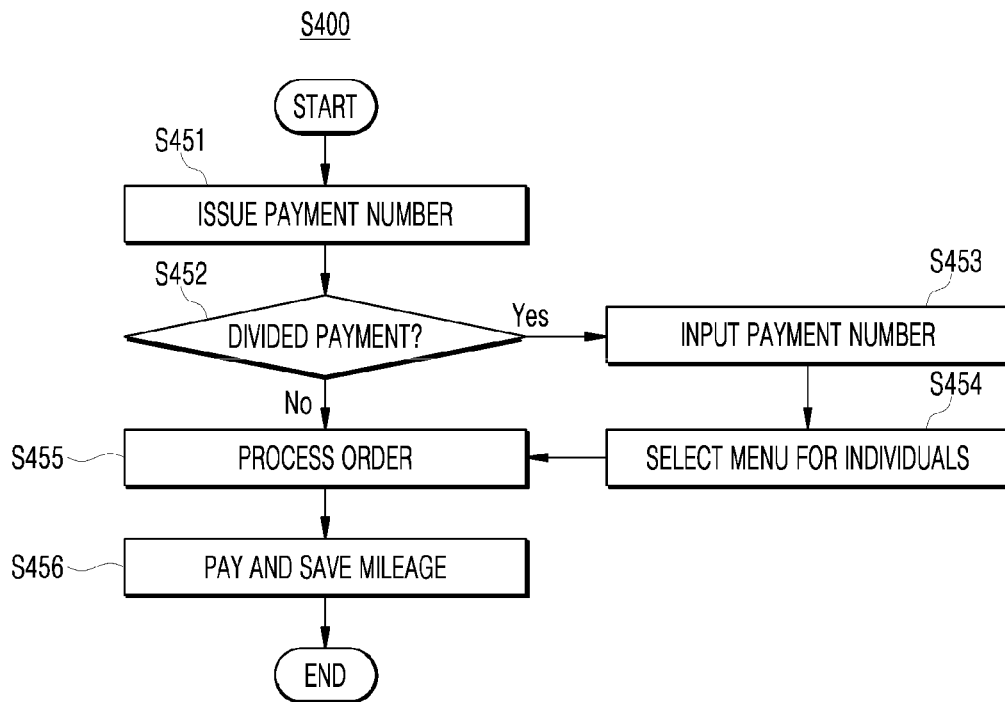 S400
START
S451
ISSUE PAYMENT NUMBER
S452
DIVIDED PAYMENT?
Yes
No
S453
INPUT PAYMENT NUMBER
S454
SELECT MENU FOR INDIVIDUALS
S455
PROCESS ORDER
S456
PAY AND SAVE MILEAGE
END